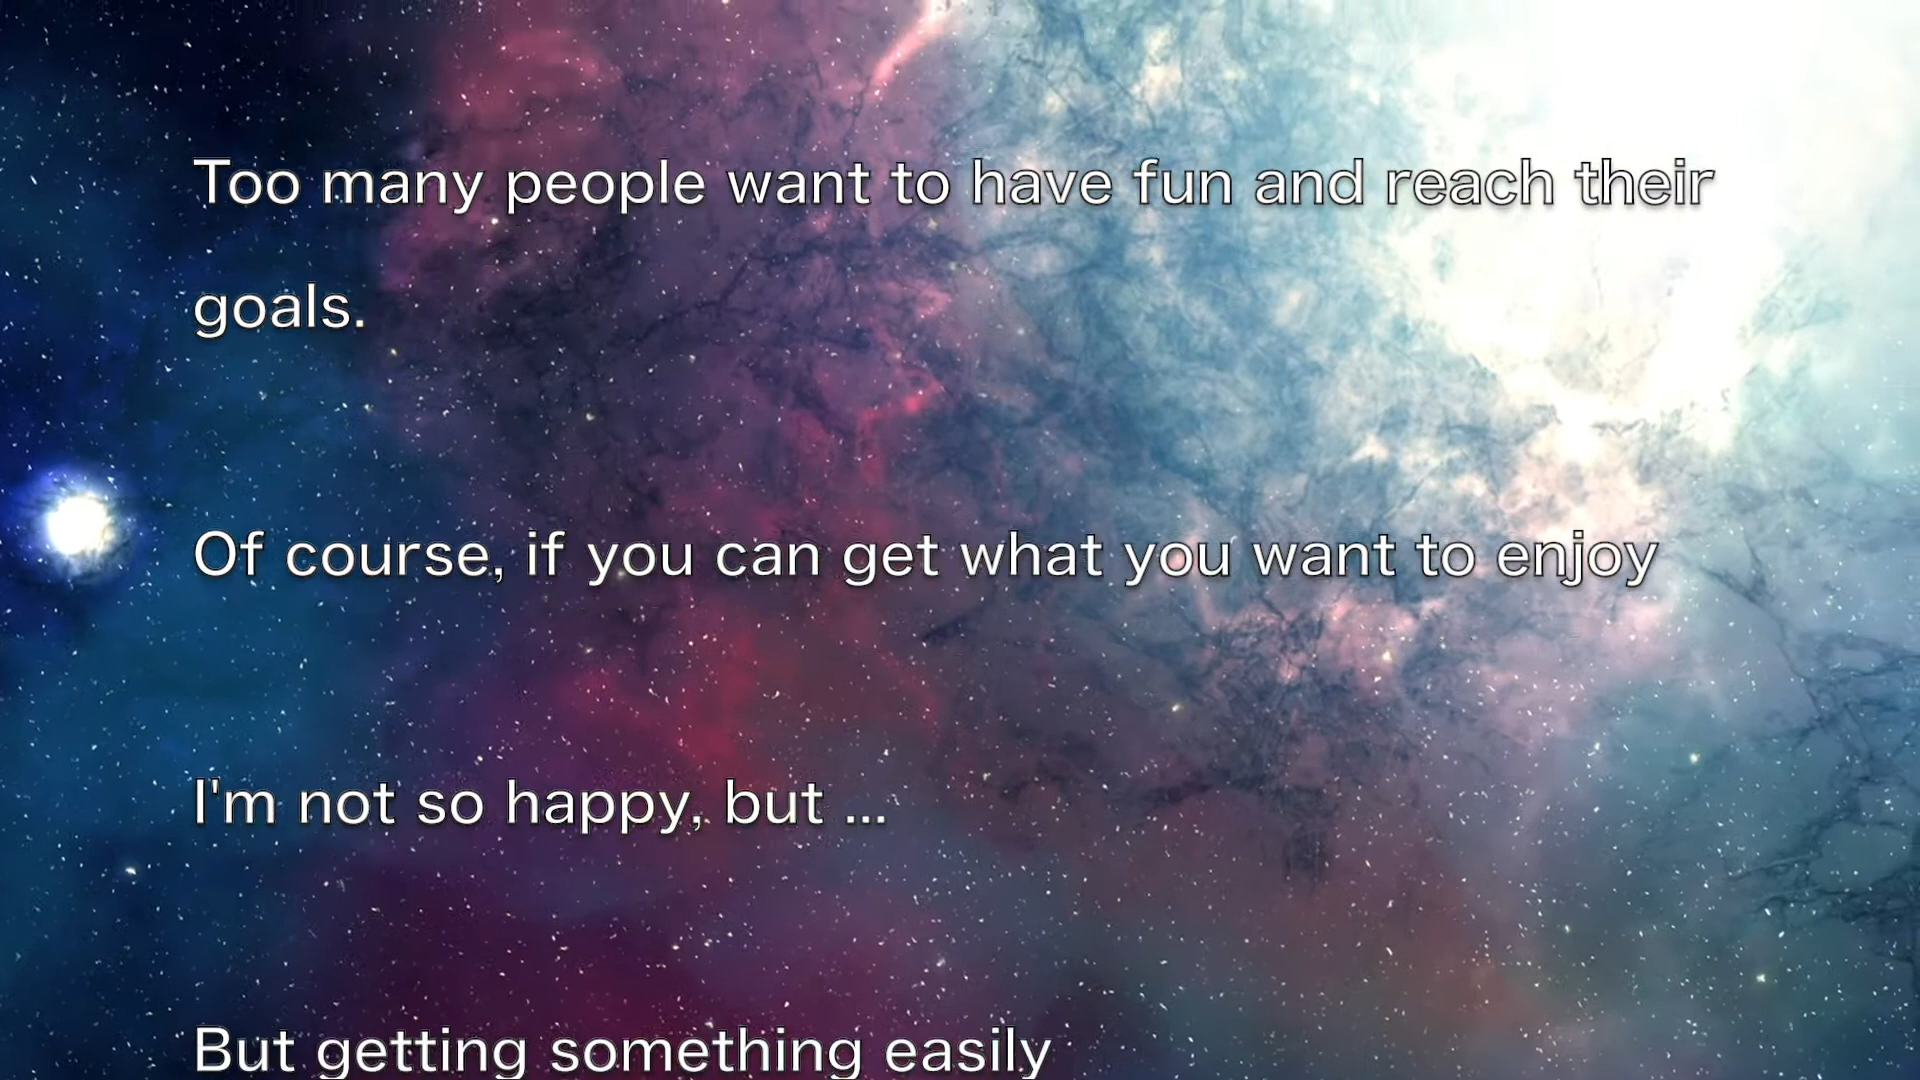 Too many people want to have fun and reach their
goals.
Of course, if you can get what you want to enjoy
I'm not so happy, but ...
But getting something easily